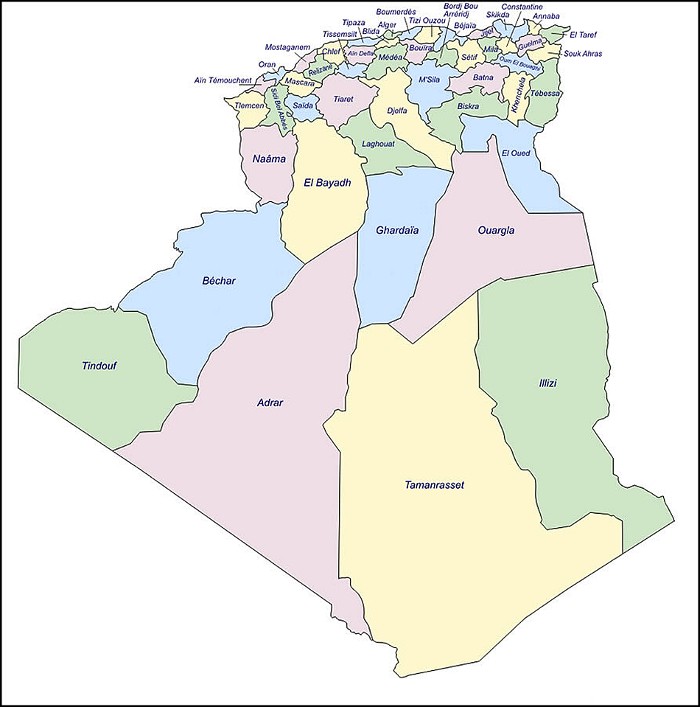 Constantine
Bordj Bou
Arréridj
Skikda
Annaba
Boumerdés
Tizi Ouzou
Béjaïa
Jijel
El Taref
Tipaza
Alger
Blida
Guelma
Souk Ahras
Tissemsilt
Mostaganem
Chlef
Aïn Defla
Médéa
Bouira
Sétif
Mila
Oum El Bouaghi
Oran
Relizane
Mascara
M'Sila
Batna
Khenchela
Tébessa
Aïn Témouchent
Tlemcen
Sidi Bel Abbès
Saïda
Tiaret
Djelfa
Biskra
Laghouat
El Oued
Naâma
El Bayadh
Ghardaïa
Ouargla
Béchar
Tindouf
Adrar
Illizi
Tamanrasset